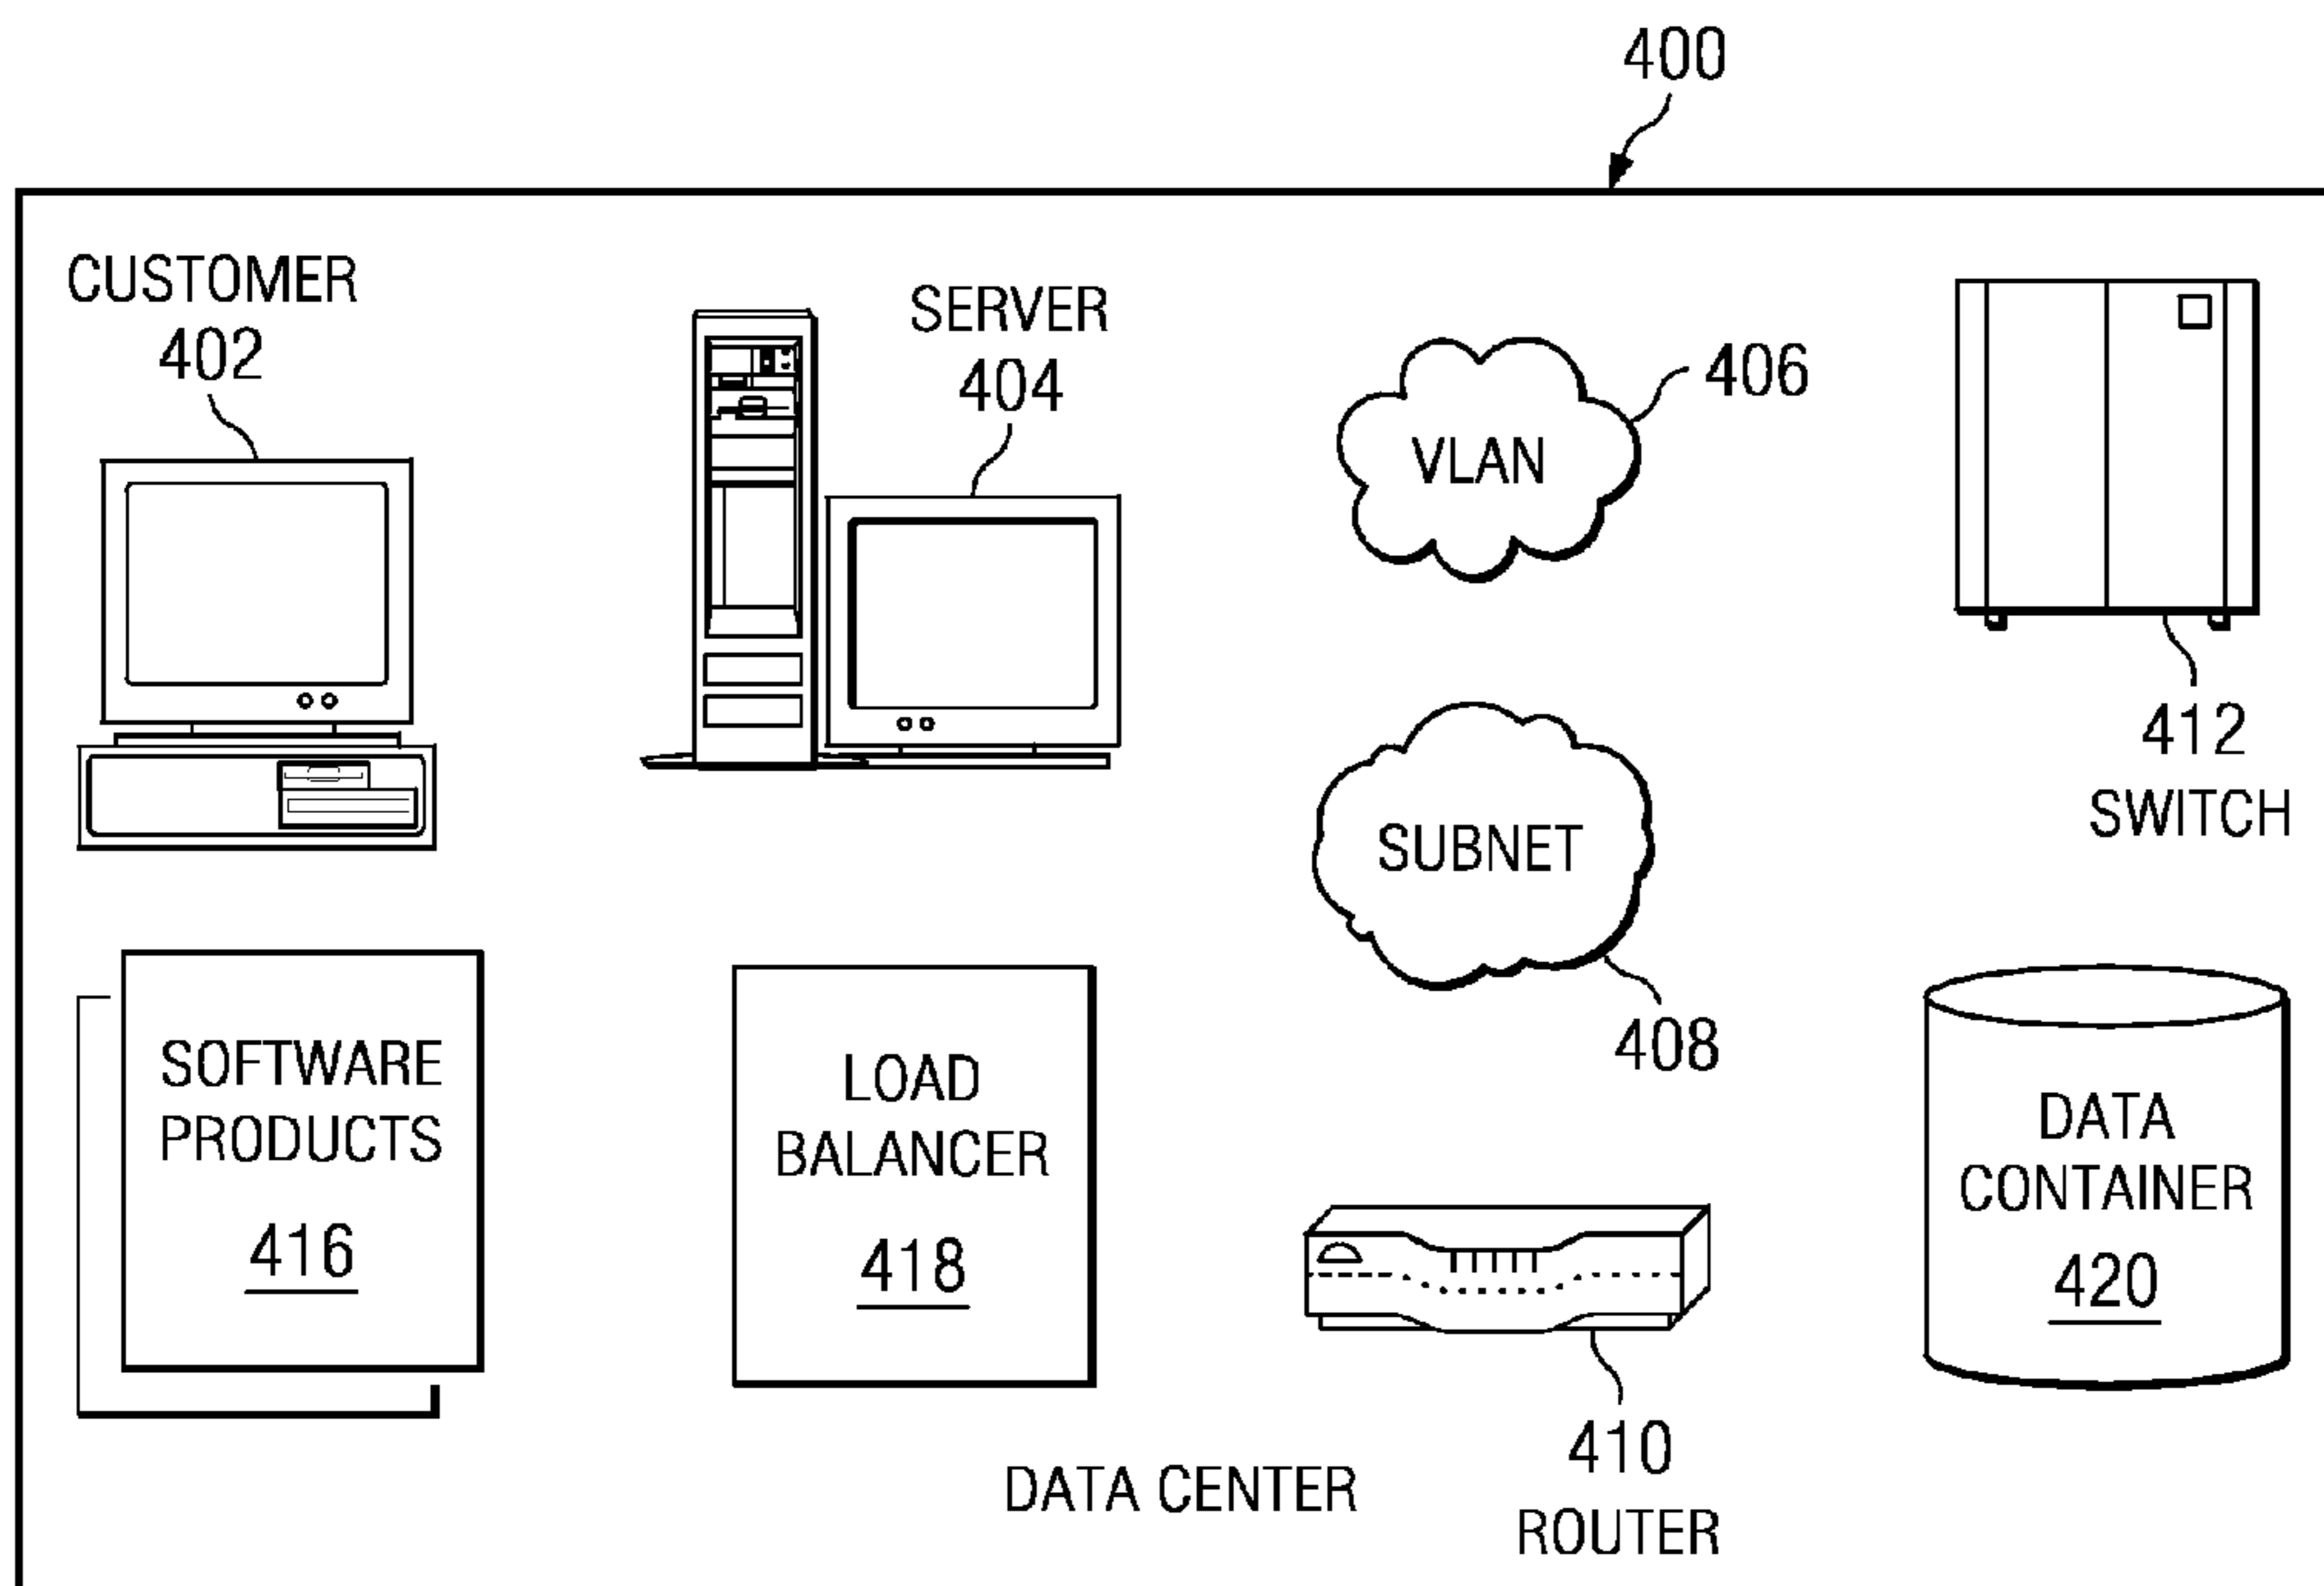 400
CUSTOMER
402
SERVER
404
406
VLAN
412
SWITCH
SUBNET
408
SOFTWARE
PRODUCTS
416
LOAD
BALANCER
418
DATA
CONTAINER
420
410
ROUTER
DATA CENTER